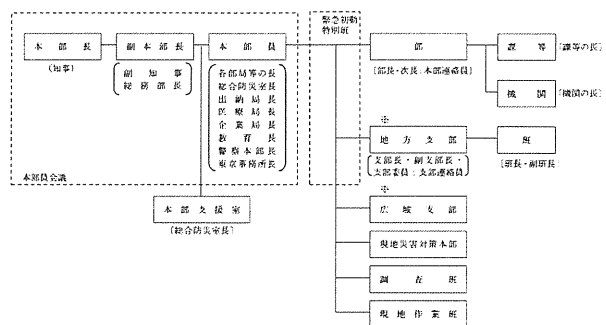 緊急初動
特別班
本部長
副本部長
本部員
部
課等
〔課等の長〕
(知事)
副知事
総務部長
各部局等の長
総合防災室長
出納局長
医療局長
企業局長
教育長
警察本部長
東京事務所長
〔部長・次長:本部連絡員〕
機関
〔機関の長〕
※
地方支部
班
支部長・副支部長・
支部委員:支部連絡員
〔班長・副班長〕
本部員会議
※
本部支援室
〔総合防災室長〕
広域支部
現地災害対策本部
調査班
現地作業班